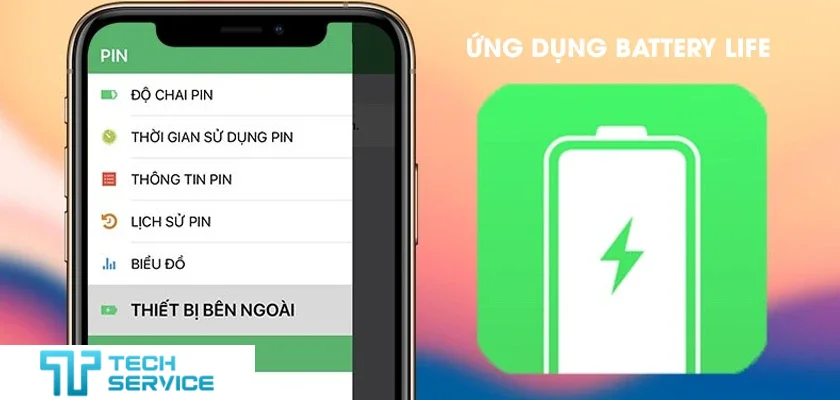 PIN
ĐỘ CHAI PIN
THỜI GIAN SỬ DỤNG PIN
THÔNG TIN PIN
LỊCH SỬ PIN
BIỂU ĐỒ
THIẾT BỊ BÊN NGOÀI
ỨNG DỤNG BATTERY LIFE
TECH
SERVICE